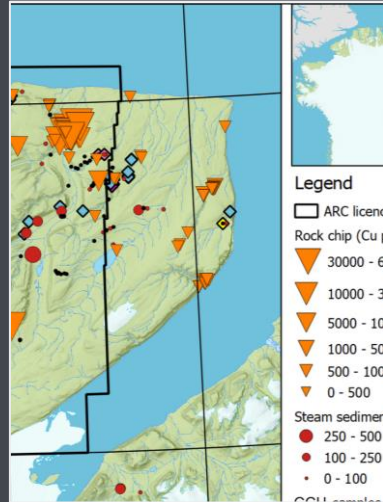 Legend
ARC licen
Rock chip (Cu p
30000 - 6
10000 - 3
5000 - 10
1000 - 50
500 - 100
0 - 500
Steam sedimen
250 - 500
100 - 250
0 - 100